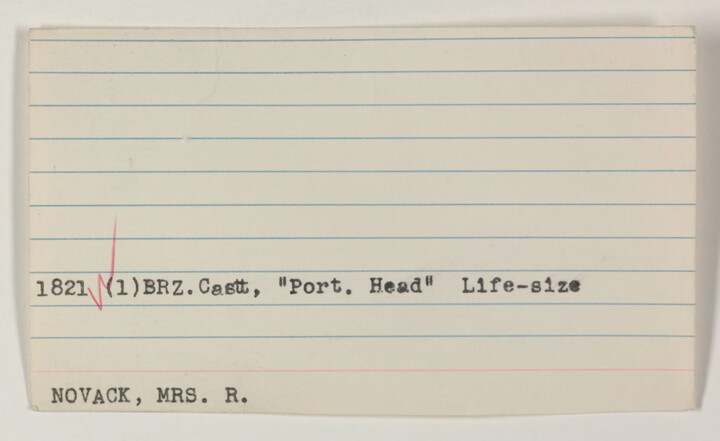 1821 (1)BRZ.Castt, "Port. Head" Life-size
NOVACK, MRS. R.